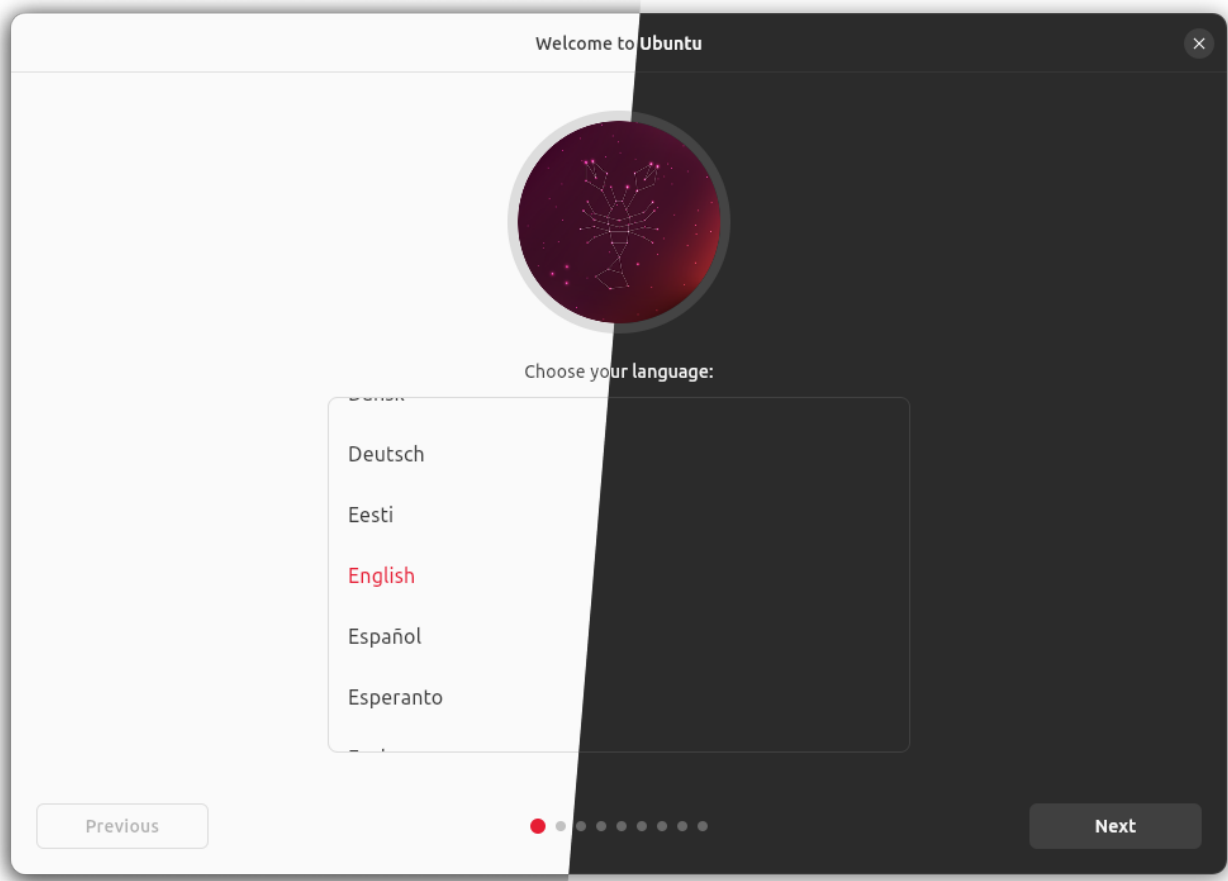 Welcome to Ubuntu
Choose your language:
Deutsch
Eesti
English
Español
Esperanto
Previous
Next